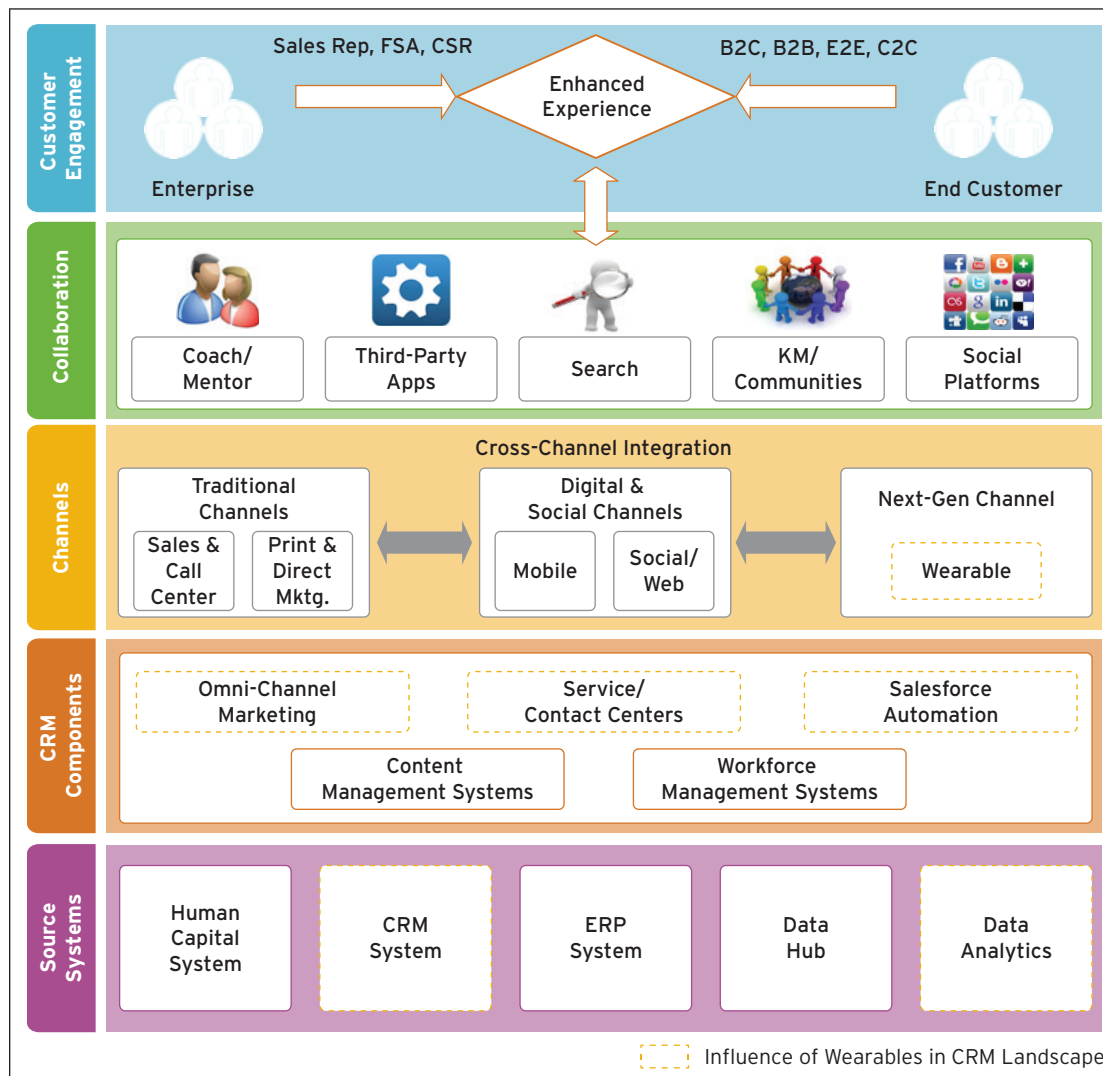 Customer
Engagement
Sales Rep, FSA, CSR
B2C, B2B, E2E, C2C
Enhanced
Experience
Enterprise
End Customer
Collaboration
Coach/
Mentor
Third-Party
Apps
Search
KM/
Communities
Social
Platforms
Channels
Cross-Channel Integration
Traditional
Channels
Sales &
Call
Center
Print &
Direct
Mktg.
Digital &
Social Channels
Mobile
Social/
Web
Next-Gen Channel
Wearable
CRM
Components
Omni-Channel
Marketing
Service/
Contact Centers
Salesforce
Automation
Content
Management Systems
Workforce
Management Systems
Source
Systems
Human
Capital
System
CRM
System
ERP
System
Data
Hub
Data
Analytics
Influence of Wearables in CRM Landscape